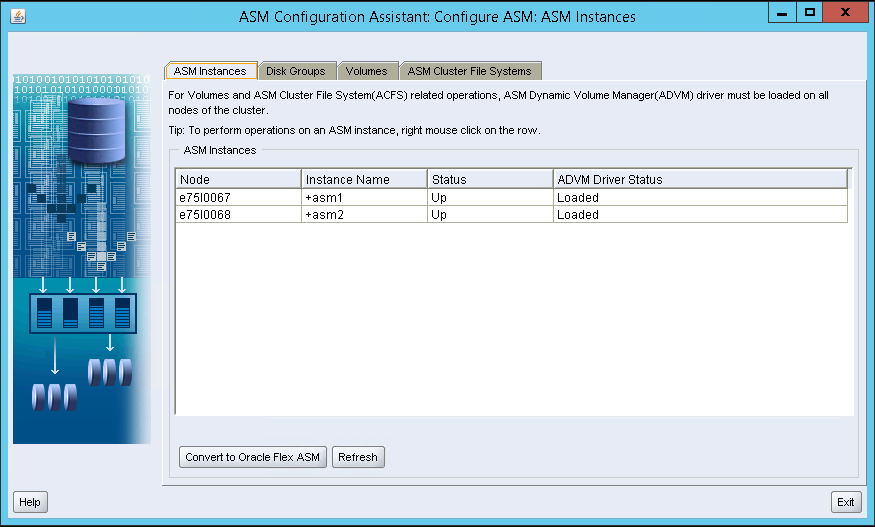 ASM Configuration Assistant: Configure ASM: ASM Instances
ASM Instances Disk Groups Volumes ASM Cluster File Systems
For Volumes and ASM Cluster File System(ACFS) related operations, ASM Dynamic Volume Manager(ADVM) driver must be loaded on all
nodes of the cluster.
Tip: To perform operations on an ASM instance, right mouse click on the row.
ASM Instances
Node Instance Name Status ADVM Driver Status
e75l0067 +asm1 Up Loaded
e75l0068 +asm2 Up Loaded
Convert to Oracle Flex ASM Refresh
Help Exit